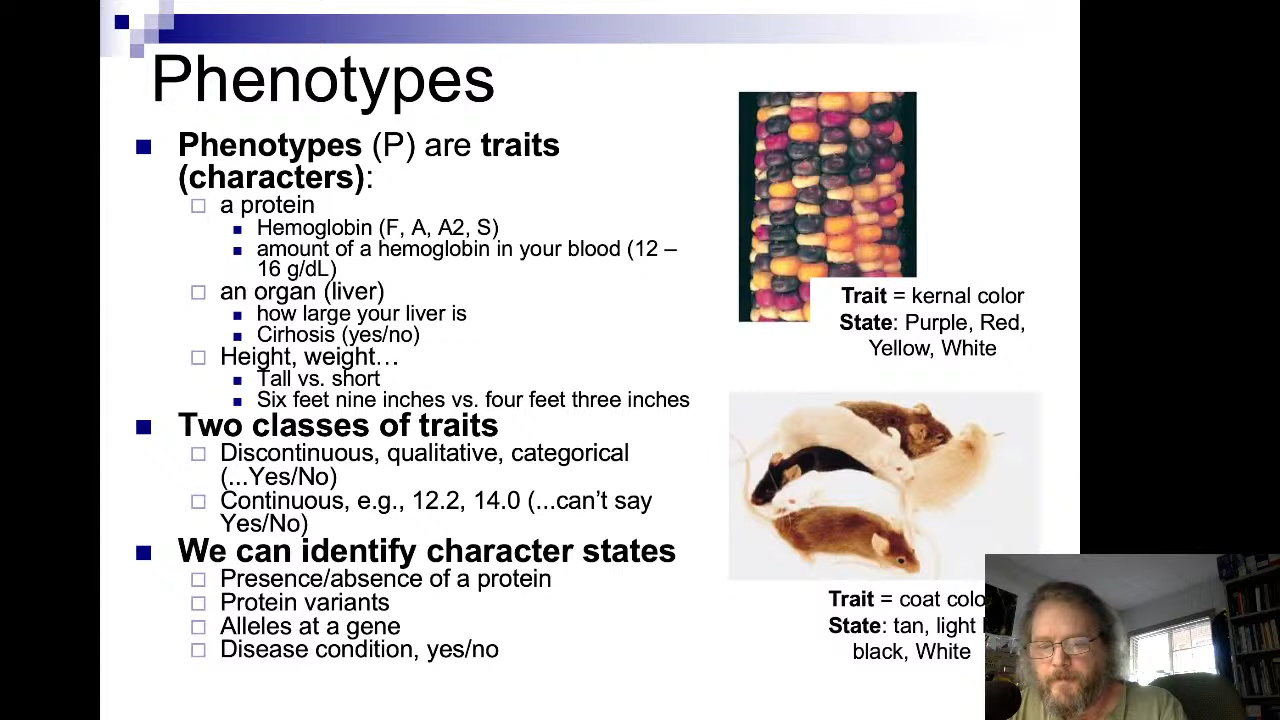 Phenotypes
Phenotypes (P) are traits
(characters):
a protein
Hemoglobin (F, A, A2, S)
amount of a hemoglobin in your blood (12 –
16 g/dL)
an organ (liver)
how large your liver is
Cirhosis (yes/no)
Height, weight…
Tall vs. short
Six feet nine inches vs. four feet three inches
Two classes of traits
Discontinuous, qualitative, categorical
(...Yes/No)
Continuous, e.g., 12.2, 14.0 (...can’t say
Yes/No)
We can identify character states
Presence/absence of a protein
Protein variants
Alleles at a gene
Disease condition, yes/no
Trait = kernal color
State: Purple, Red,
Yellow, White
Trait = coat colo
State: tan, light
black, White